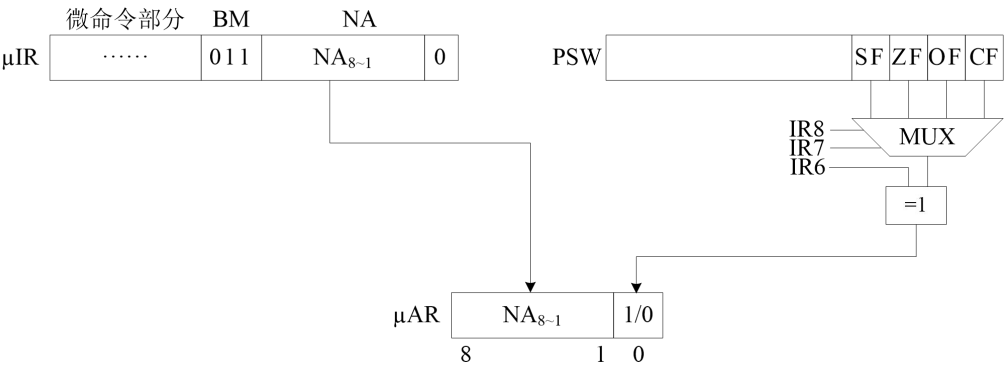 微命令部分 BM NA
μIR ······ 011 NA8~1 0
PSW SF ZF OF CF
IR8
IR7
MUX
IR6
=1
μAR NA8~1 1/0
8 1 0